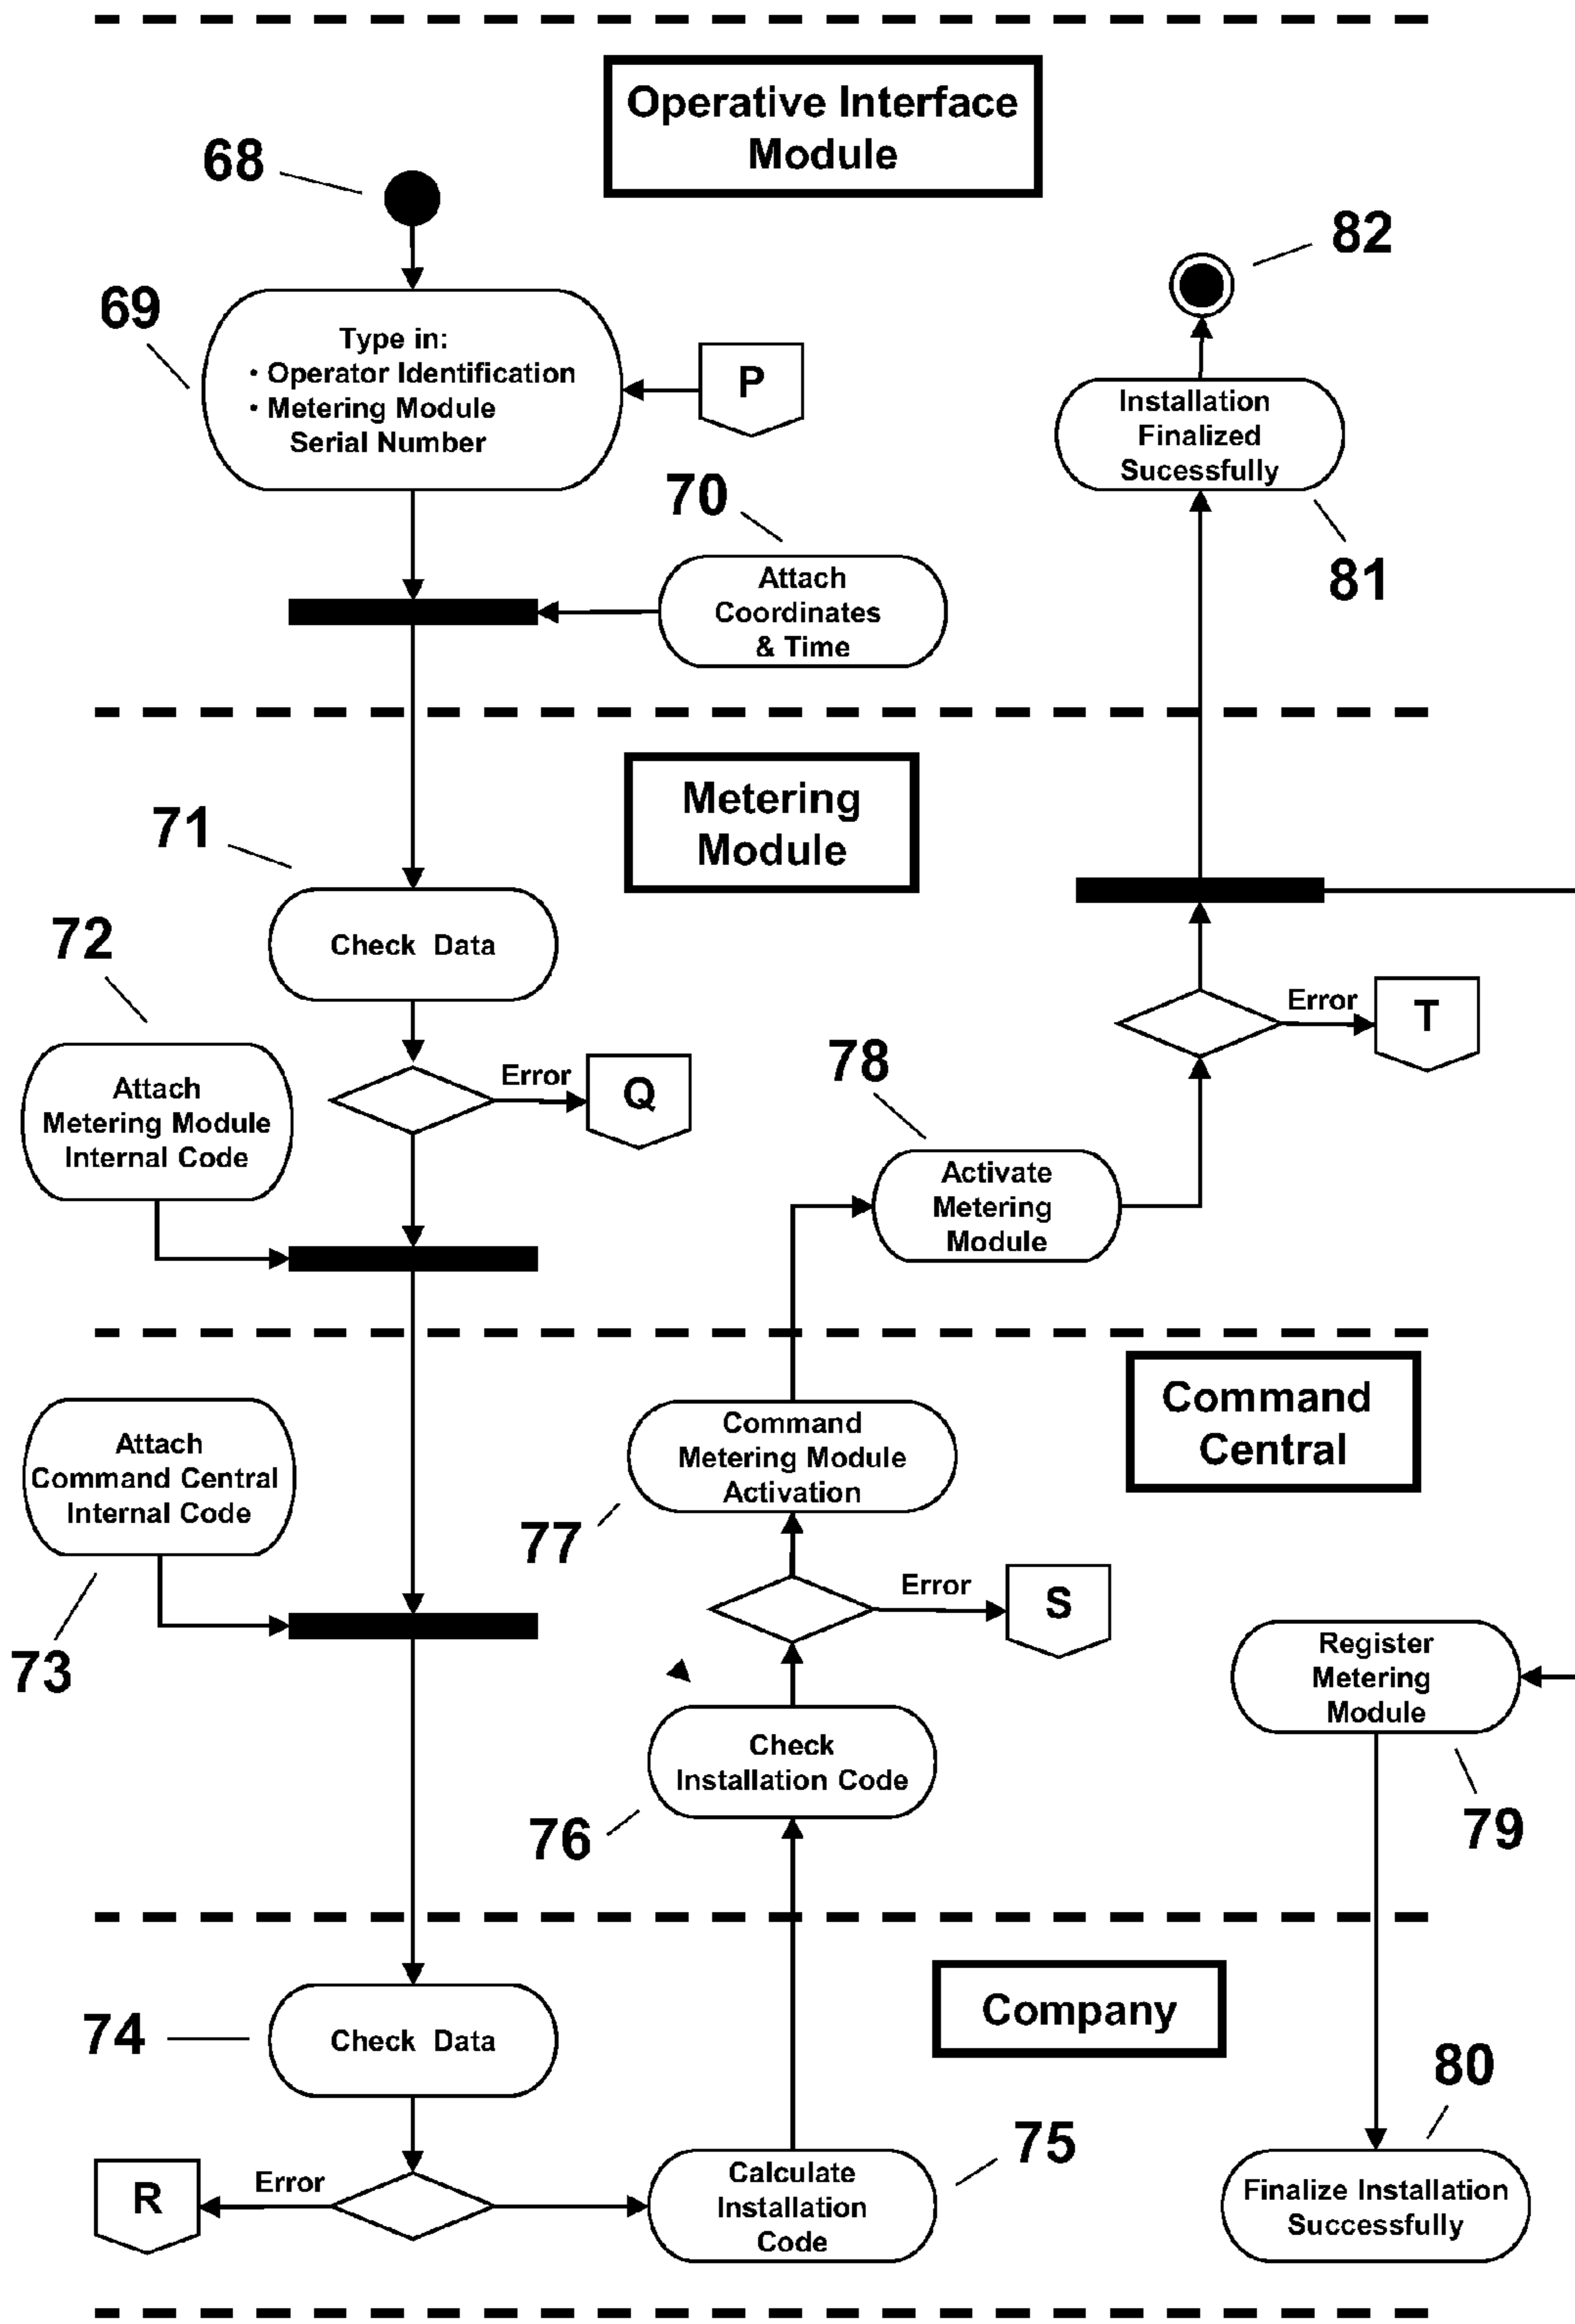 Operative Interface
Module
68
82
69
Type in:
• Operator Identification
• Metering Module
Serial Number
P
Installation
Finalized
Sucessfully
70
81
Attach
Coordinates
& Time
Metering
Module
71
72
Check Data
Error
T
Attach
Metering Module
Internal Code
Error
Q
78
Activate
Metering
Module
Command
Central
Attach
Command Central
Internal Code
Command
Metering Module
Activation
77
73
Error
S
Register
Metering
Module
Check
Installation Code
76
79
Company
74
Check Data
80
75
R
Error
Calculate
Installation
Code
Finalize Installation
Successfully